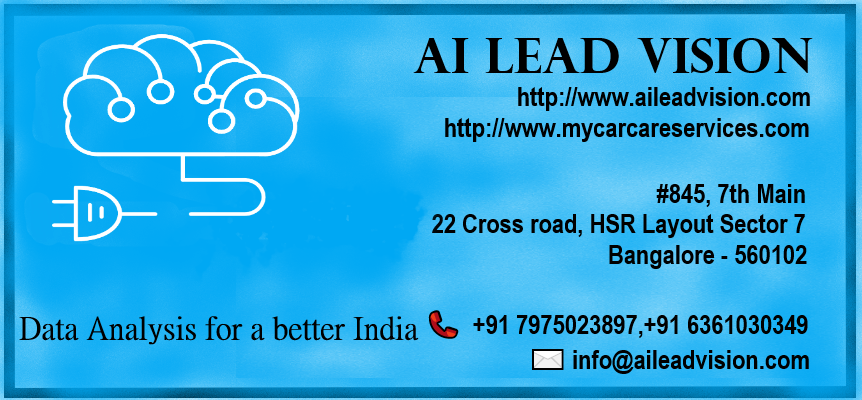 AI LEAD VISION
http://www.aileadvision.com
http://www.mycarcareservices.com
#845, 7th Main
22 Cross road, HSR Layout Sector 7
Bangalore - 560102
Data Analysis for a better India
+91 7975023897,+91 6361030349
info@aileadvision.com